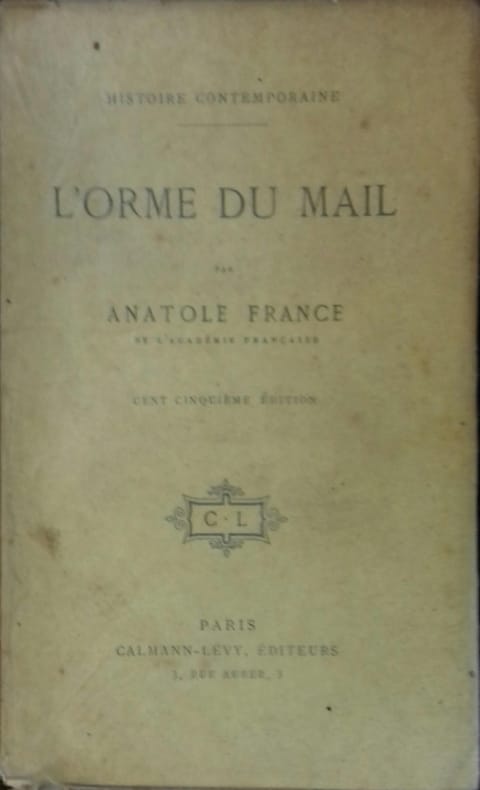 HISTOIRE CONTEMPORAINE
L'ORME DU MAIL
PAR
ANATOLE FRANCE
DE L'ACADÉMIE FRANÇAISE
CENT CINQUIÈME ÉDITION
C · L
PARIS
CALMANN-LÉVY, ÉDITEURS
3, RUE AUBER, 3